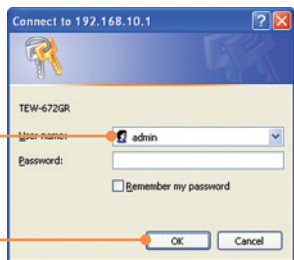 Connect to 192.168.10.1
TEW-672GR
User name:
admin
Password:
Remember my password
OK
Cancel